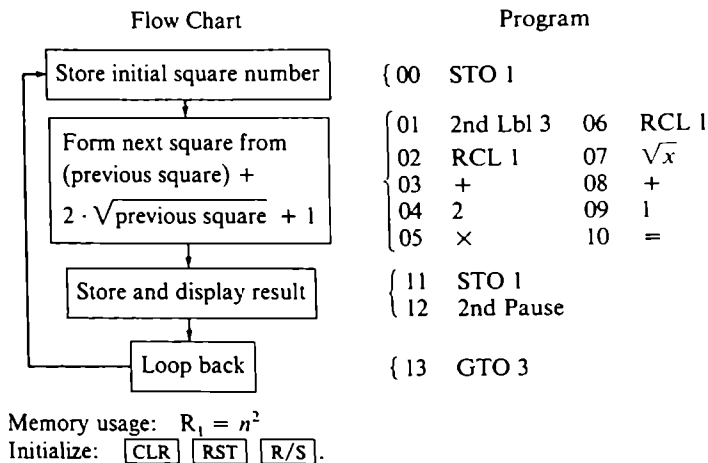 Flow Chart
Program
Store initial square number
{00 STO 1
Form next square from
(previous square) +
2 · √previous square + 1
01 2nd Lbl 3 06 RCL 1
02 RCL 1 07 √x
03 + 08 +
04 2 09 1
05 × 10 =
Store and display result
11 STO 1
12 2nd Pause
Loop back
{13 GTO 3
Memory usage: R₁ = n²
Initialize: CLR RST R/S.